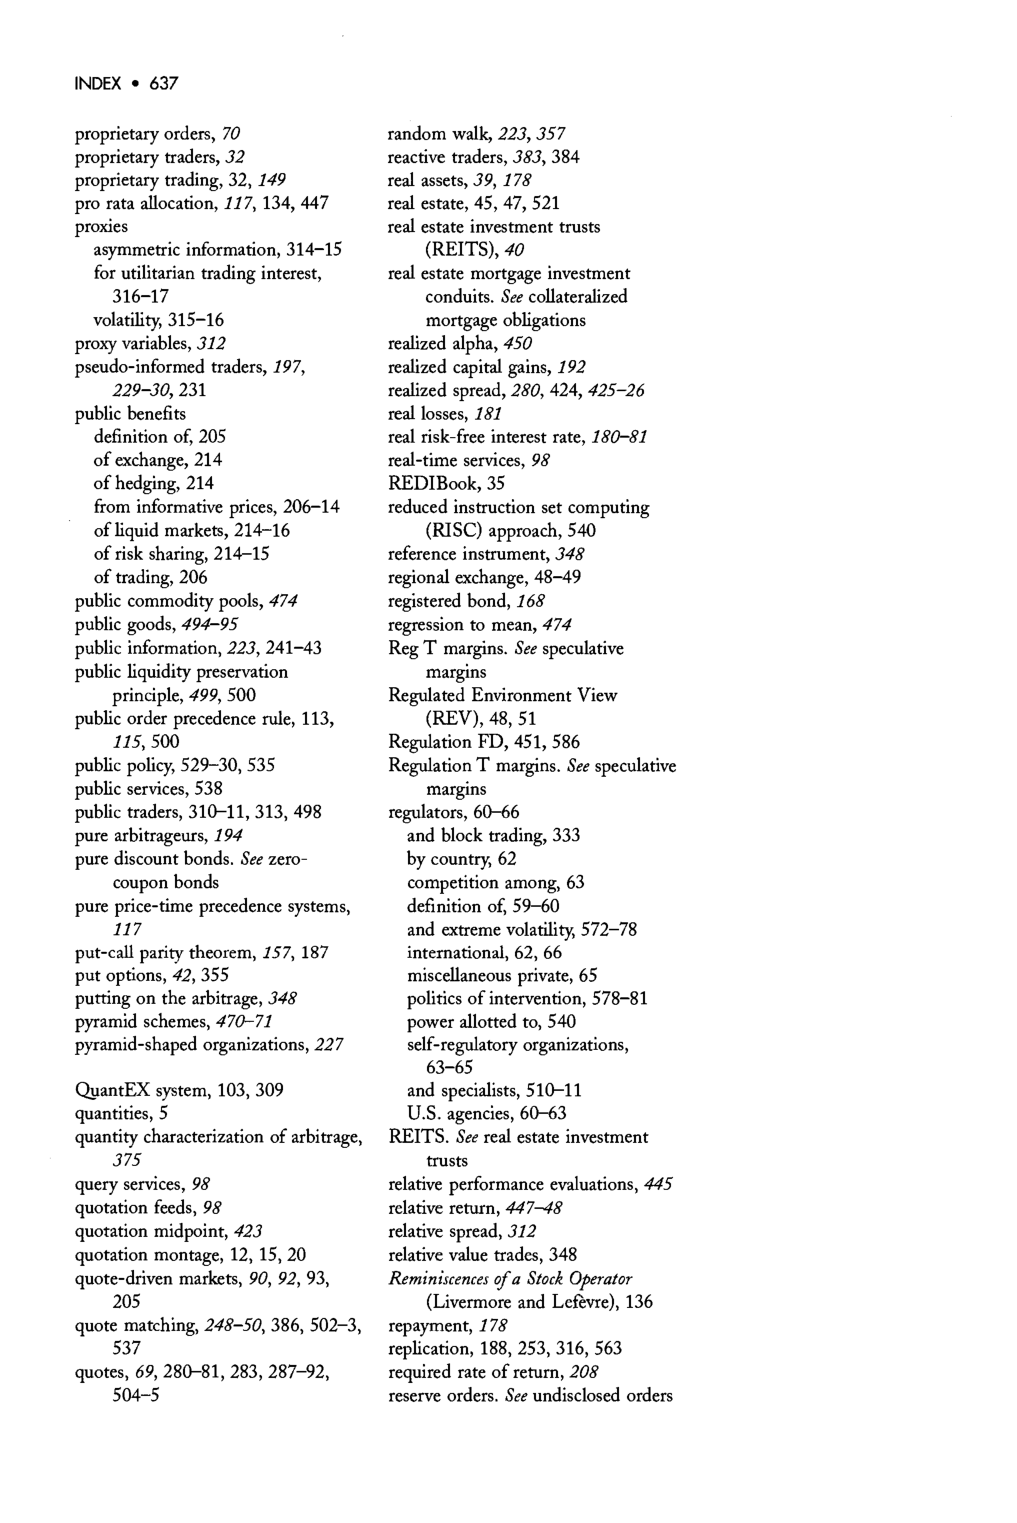 INDEX • 637
proprietary orders, 70
proprietary traders, 32
proprietary trading, 32, 149
pro rata allocation, 117, 134, 447
proxies
asymmetric information, 314–15
for utilitarian trading interest,
316–17
volatility, 315–16
proxy variables, 312
pseudo-informed traders, 197,
229–30, 231
public benefits
definition of, 205
of exchange, 214
of hedging, 214
from informative prices, 206–14
of liquid markets, 214–16
of risk sharing, 214–15
of trading, 206
public commodity pools, 474
public goods, 494–95
public information, 223, 241–43
public liquidity preservation
principle, 499, 500
public order precedence rule, 113,
115, 500
public policy, 529–30, 535
public services, 538
public traders, 310–11, 313, 498
pure arbitrageurs, 194
pure discount bonds. See zero-
coupon bonds
pure price-time precedence systems,
117
put-call parity theorem, 157, 187
put options, 42, 355
putting on the arbitrage, 348
pyramid schemes, 470–71
pyramid-shaped organizations, 227
QuantEX system, 103, 309
quantities, 5
quantity characterization of arbitrage,
375
query services, 98
quotation feeds, 98
quotation midpoint, 423
quotation montage, 12, 15, 20
quote-driven markets, 90, 92, 93,
205
quote matching, 248–50, 386, 502–3,
537
quotes, 69, 280–81, 283, 287–92,
504–5
random walk, 223, 357
reactive traders, 383, 384
real assets, 39, 178
real estate, 45, 47, 521
real estate investment trusts
(REITS), 40
real estate mortgage investment
conduits. See collateralized
mortgage obligations
realized alpha, 450
realized capital gains, 192
realized spread, 280, 424, 425–26
real losses, 181
real risk-free interest rate, 180–81
real-time services, 98
REDIBook, 35
reduced instruction set computing
(RISC) approach, 540
reference instrument, 348
regional exchange, 48–49
registered bond, 168
regression to mean, 474
Reg T margins. See speculative
margins
Regulated Environment View
(REV), 48, 51
Regulation FD, 451, 586
Regulation T margins. See speculative
margins
regulators, 60–66
and block trading, 333
by country, 62
competition among, 63
definition of, 59–60
and extreme volatility, 572–78
international, 62, 66
miscellaneous private, 65
politics of intervention, 578–81
power allotted to, 540
self-regulatory organizations,
63–65
and specialists, 510–11
U.S. agencies, 60–63
REITS. See real estate investment
trusts
relative performance evaluations, 445
relative return, 447–48
relative spread, 312
relative value trades, 348
Reminiscences of a Stock Operator
(Livermore and Lefèvre), 136
repayment, 178
replication, 188, 253, 316, 563
required rate of return, 208
reserve orders. See undisclosed orders